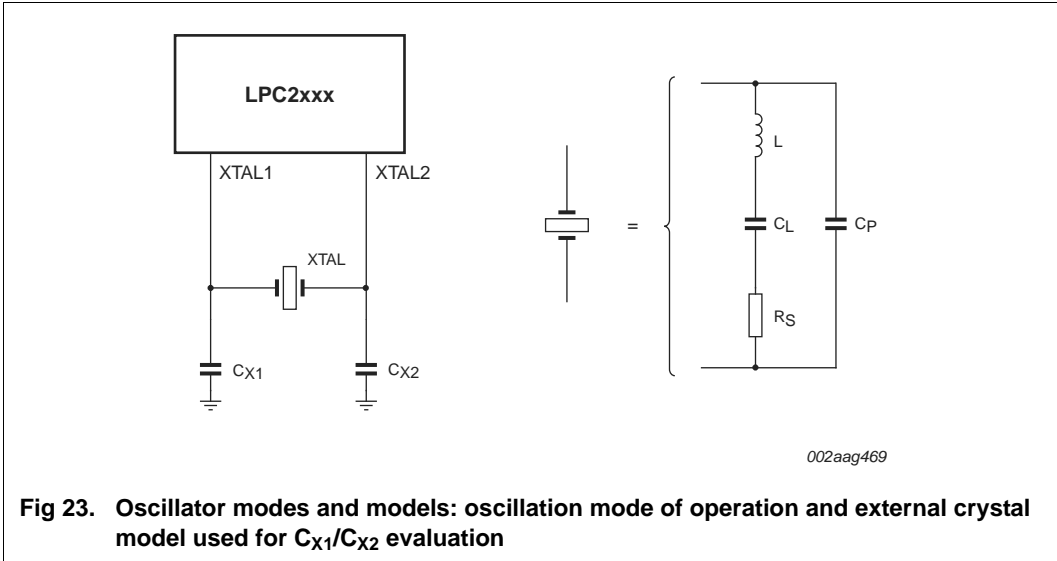 LPC2xxx
XTAL1
XTAL2
XTAL
CX1
CX2
=
L
CL
CP
RS
002aag469
Fig 23. Oscillator modes and models: oscillation mode of operation and external crystal
model used for CX1/CX2 evaluation